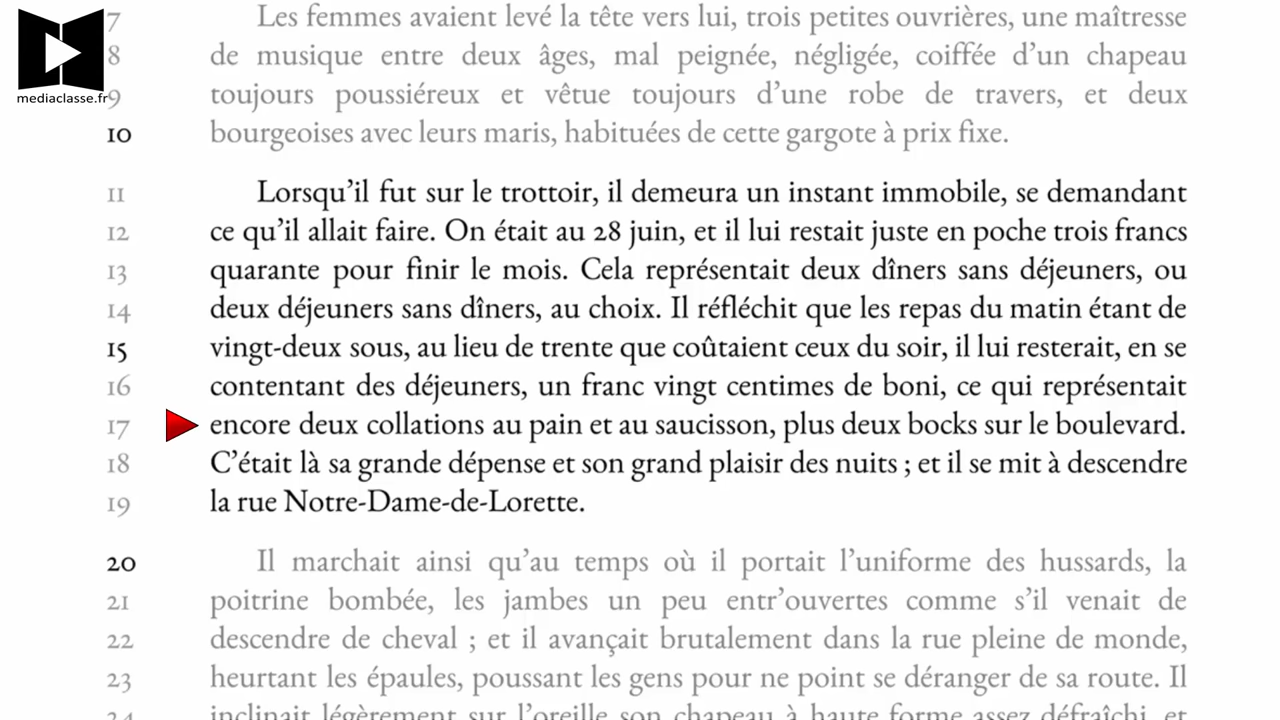 mediaclasse.fr
7 Les femmes avaient levé la tête vers lui, trois petites ouvrières, une maîtresse
8 de musique entre deux âges, mal peignée, négligée, coiffée d’un chapeau
9 toujours poussiéreux et vêtue toujours d’une robe de travers, et deux
10 bourgeoises avec leurs maris, habituées de cette gargote à prix fixe.
11 Lorsqu’il fut sur le trottoir, il demeura un instant immobile, se demandant
12 ce qu’il allait faire. On était au 28 juin, et il lui restait juste en poche trois francs
13 quarante pour finir le mois. Cela représentait deux dîners sans déjeuners, ou
14 deux déjeuners sans dîners, au choix. Il réfléchit que les repas du matin étant de
15 vingt-deux sous, au lieu de trente que coûtaient ceux du soir, il lui resterait, en se
16 contentant des déjeuners, un franc vingt centimes de boni, ce qui représentait
17 encore deux collations au pain et au saucisson, plus deux bocks sur le boulevard.
18 C’était là sa grande dépense et son grand plaisir des nuits ; et il se mit à descendre
19 la rue Notre-Dame-de-Lorette.
20 Il marchait ainsi qu’au temps où il portait l’uniforme des hussards, la
21 poitrine bombée, les jambes un peu entr’ouvertes comme s’il venait de
22 descendre de cheval ; et il avançait brutalement dans la rue pleine de monde,
23 heurtant les épaules, poussant les gens pour ne point se déranger de sa route. Il
24 inclinait légèrement sur l’oreille son chapeau à haute forme assez défraîchi, et